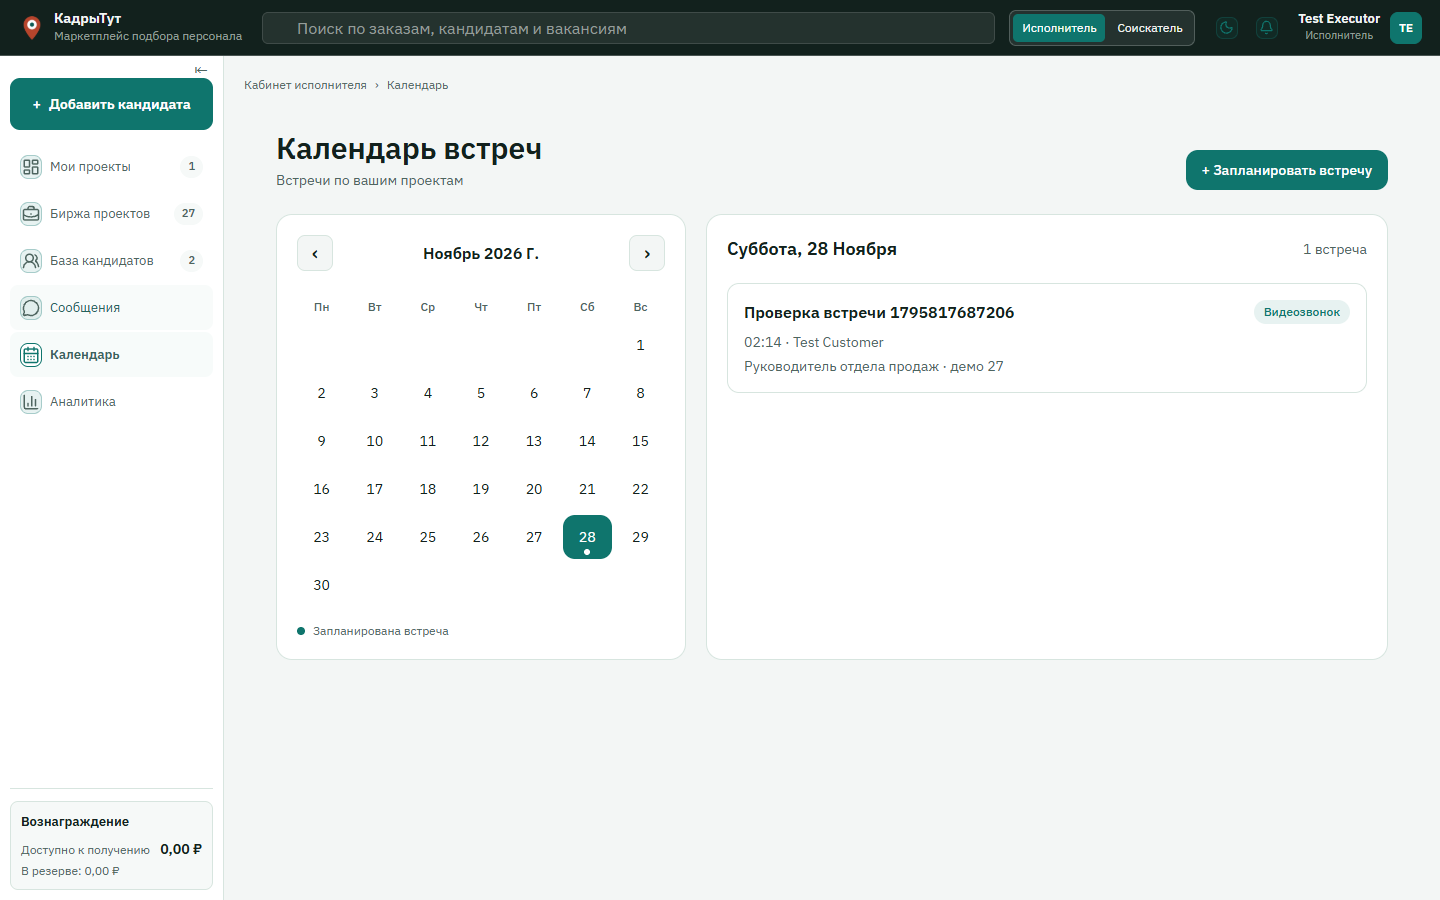 КадрыТут
Маркетплейс подбора персонала
Поиск по заказам, кандидатам и вакансиям
Исполнитель
Соискатель
Test Executor
Исполнитель
TE
+ Добавить кандидата
Мои проекты 1
Биржа проектов 27
База кандидатов 2
Сообщения
Календарь
Аналитика
Вознаграждение
Доступно к получению 0,00 ₽
В резерве: 0,00 ₽
Кабинет исполнителя › Календарь
Календарь встреч
Встречи по вашим проектам
+ Запланировать встречу
‹ Ноябрь 2026 Г. ›
Пн Вт Ср Чт Пт Сб Вс
1
2 3 4 5 6 7 8
9 10 11 12 13 14 15
16 17 18 19 20 21 22
23 24 25 26 27 28 29
30
Запланирована встреча
Суббота, 28 Ноября
1 встреча
Проверка встречи 1795817687206
Видеозвонок
02:14 · Test Customer
Руководитель отдела продаж · демо 27